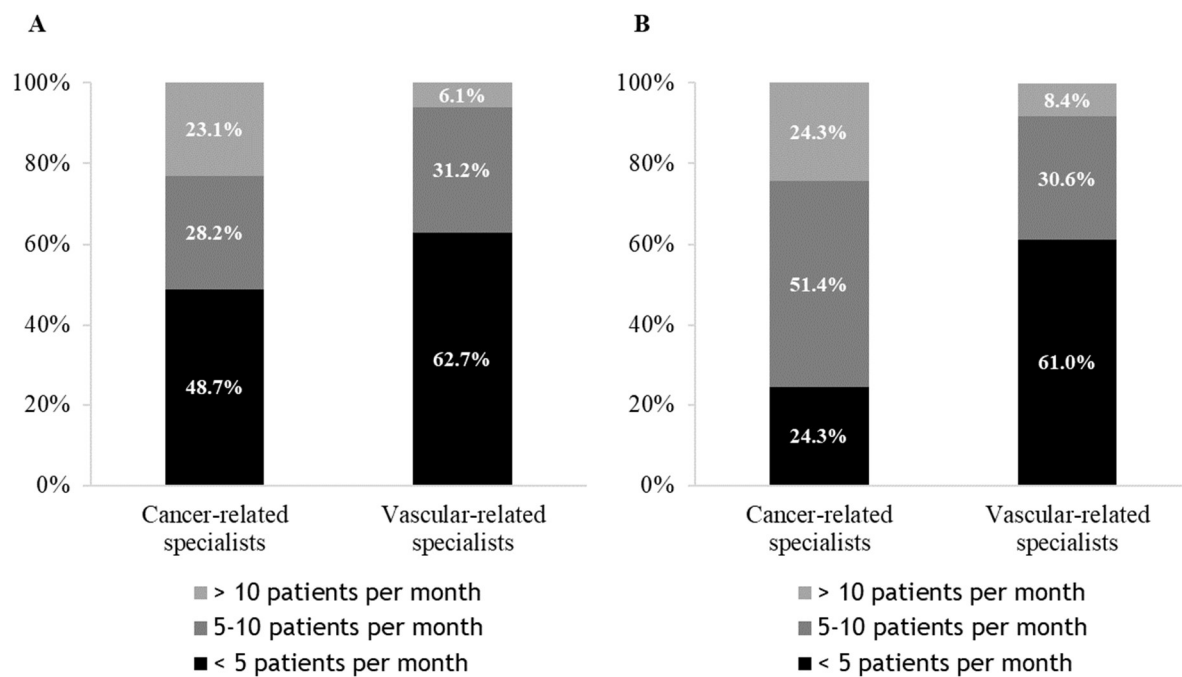 A
100%
80%
60%
40%
20%
0%
23.1%
28.2%
48.7%
6.1%
31.2%
62.7%
Cancer-related
specialists
Vascular-related
specialists
> 10 patients per month
5-10 patients per month
< 5 patients per month
B
100%
80%
60%
40%
20%
0%
24.3%
51.4%
24.3%
8.4%
30.6%
61.0%
Cancer-related
specialists
Vascular-related
specialists
> 10 patients per month
5-10 patients per month
< 5 patients per month